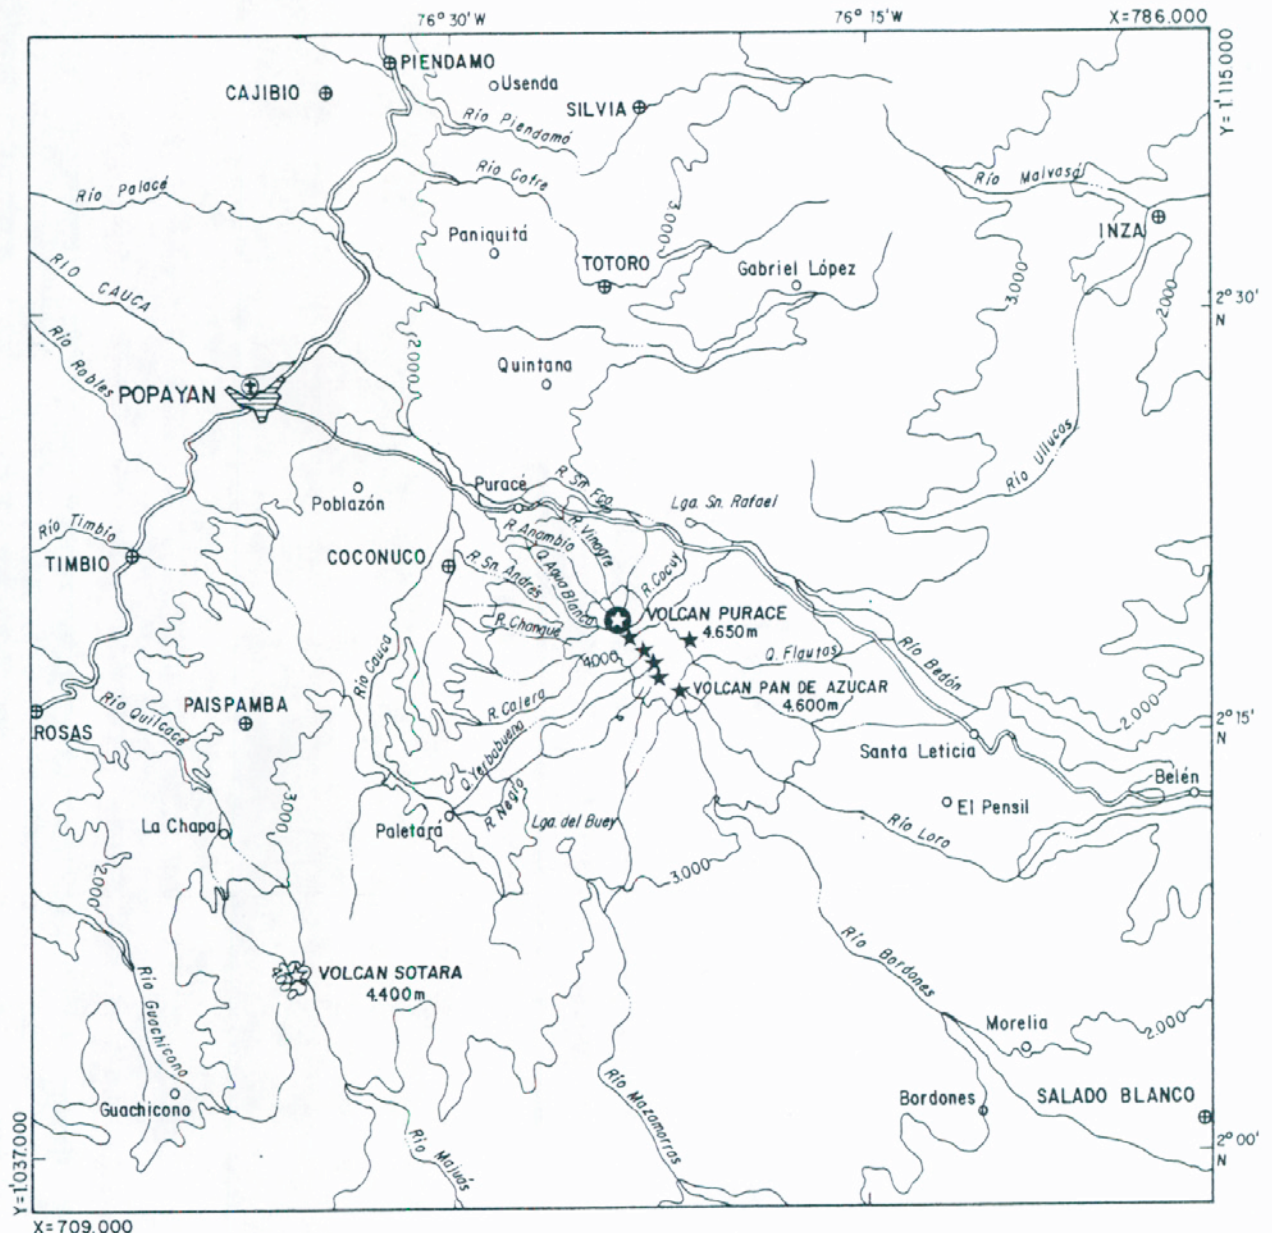 76° 30' W
76° 15' W
X=786.000
PIENDAMO
Usenda
CAJIBIO
SILVIA
Y=1'115 000
Río Piendamó
Río Cofre
Río Malvasá
Río Palacé
3.000
INZA
Paniquitá
TOTORO
Gabriel López
RIO CAUCA
3.000
2.000
2° 30'
N
Río Robles
2.000
Quintana
POPAYAN
Río Ullucos
Puracé
R. Sn. Fco.
Poblazón
Lga. Sn. Rafael
R. Anambío
R. Vinagre
Río Timbío
TIMBIO
COCONUCO
R. Sn. Andrés
Q. Agua Blanca
R. Cocuy
VOLCAN PURACE
4.650m
R. Changue
4000
Q. Flautas
Río Bedón
Río Cauca
VOLCAN PAN DE AZUCAR
4.600m
Río Quilcacé
PAISPAMBA
R. Calera
2.000
ROSAS
2° 15'
N
Santa Leticia
Q. Yerbabuena
Belén
3000
El Pensil
R. Negro
La Chapa
Paletará
Lga. del Buey
Río Loro
2.000
3.000
Río Bordones
VOLCAN SOTARA
4.400m
4000
Río Guachicono
Morelia
2.000
Río Mazamorras
Guachicono
Bordones
SALADO BLANCO
Río Majuás
2° 00'
N
Y=1'037.000
X=709.000